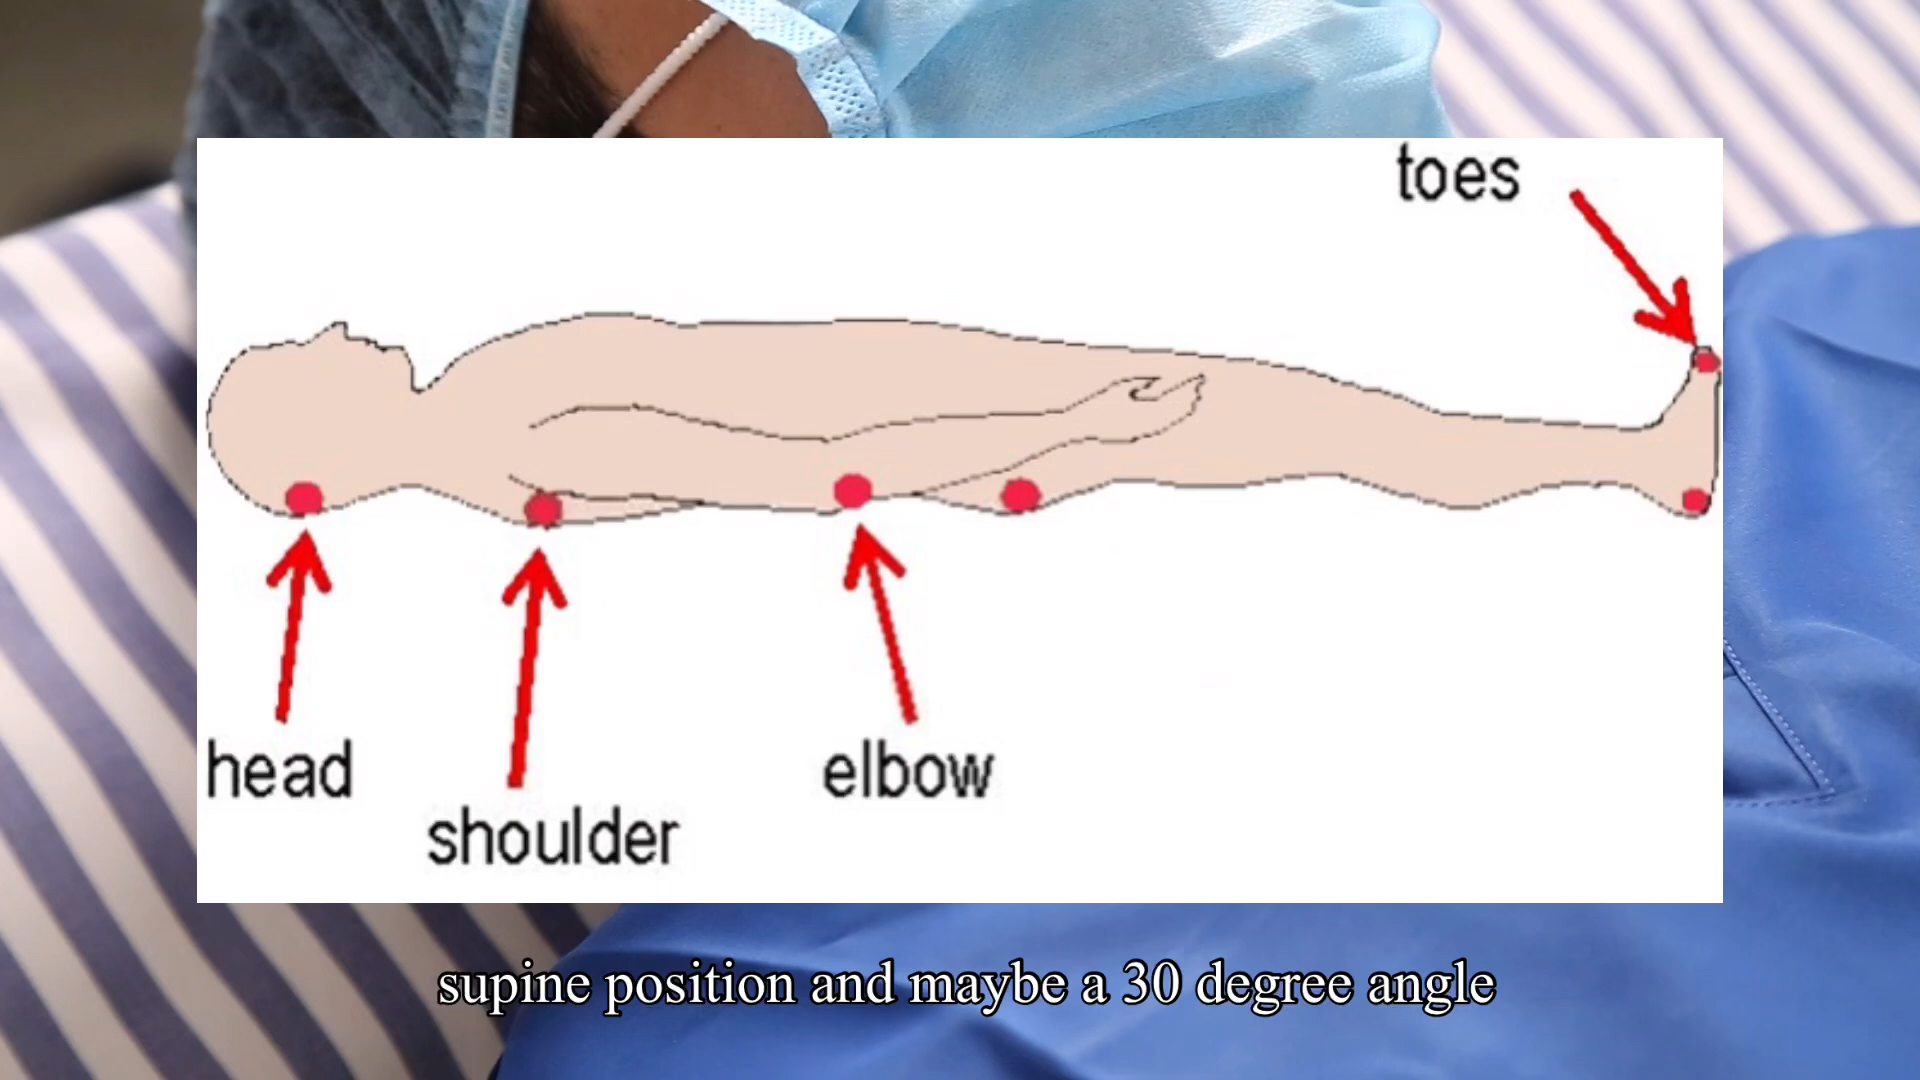 toes
head
elbow
shoulder
supine position and maybe a 30 degree angle